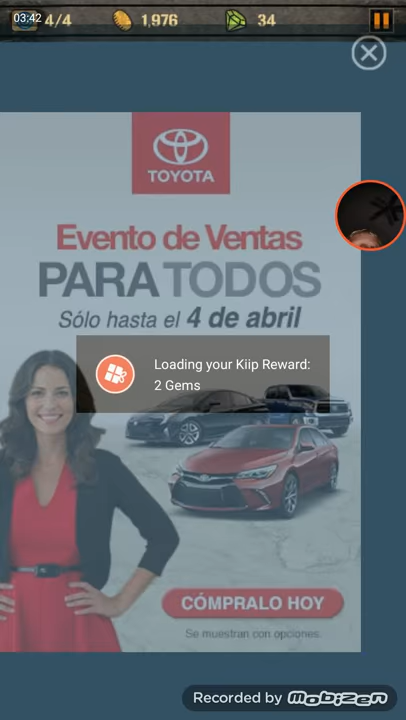 03:42 4/4 1,976 34
TOYOTA
Evento de Ventas
PARA TODOS
Sólo hasta el 4 de abril
Loading your Kiip Reward:
2 Gems
CÓMPRALO HOY
Se muestran con opciones.
Recorded by mobizen